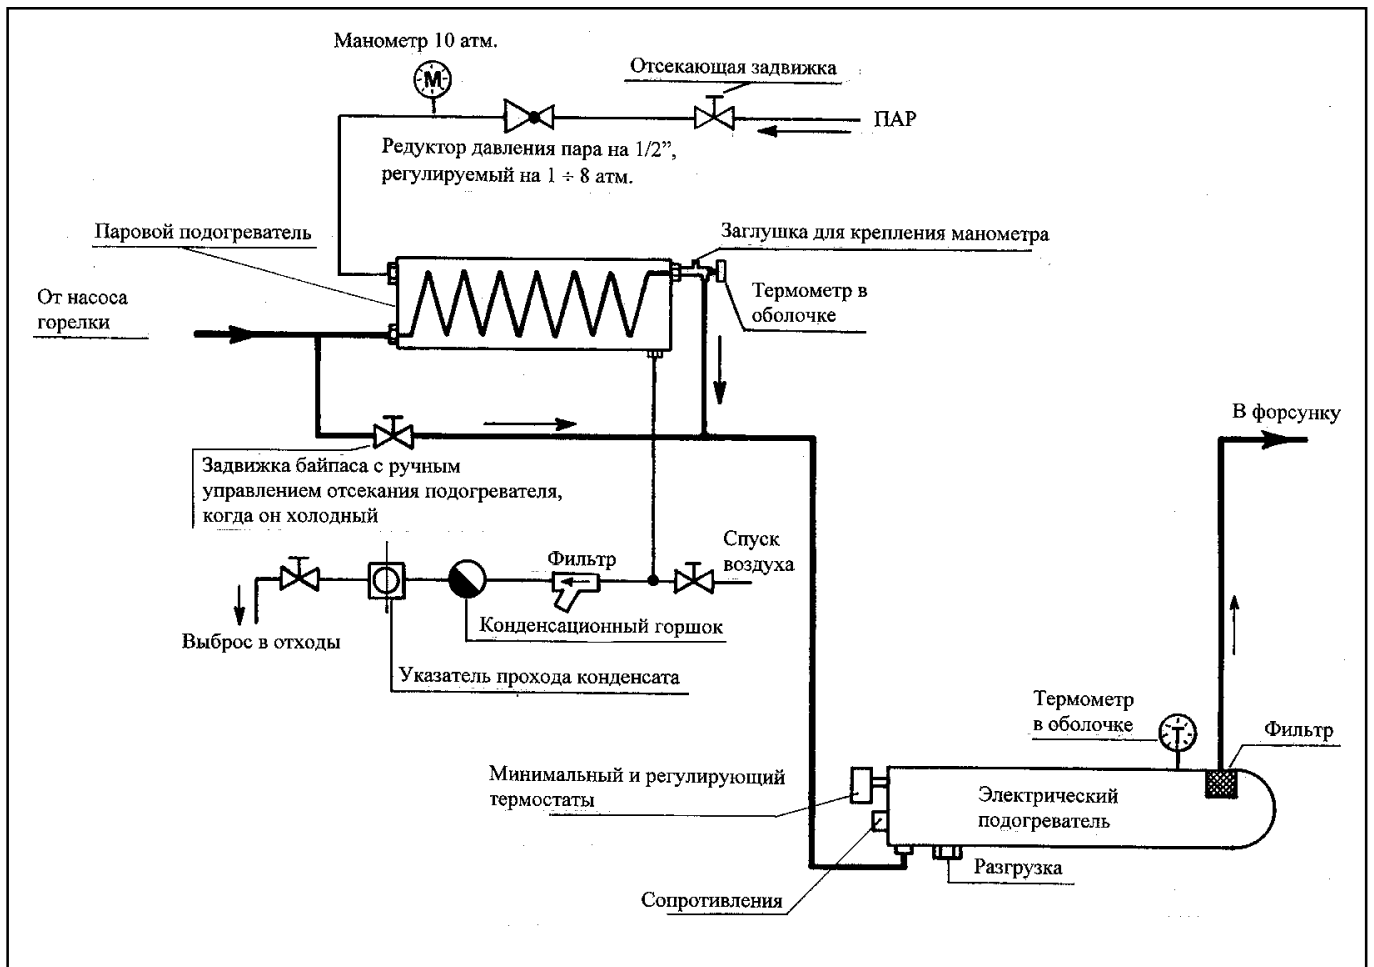 Манометр 10 атм.
М
Отсекающая задвижка
ПАР
Редуктор давления пара на 1/2”,
регулируемый на 1 ÷ 8 атм.
Паровой подогреватель
Заглушка для крепления манометра
От насоса
горелки
Термометр в
оболочке
В форсунку
Задвижка байпаса с ручным
управлением отсекания подогревателя,
когда он холодный
Спуск
воздуха
Фильтр
Конденсационный горшок
Выброс в отходы
Указатель прохода конденсата
Термометр
в оболочке
Т
Фильтр
Минимальный и регулирующий
термостаты
Электрический
подогреватель
Разгрузка
Сопротивления